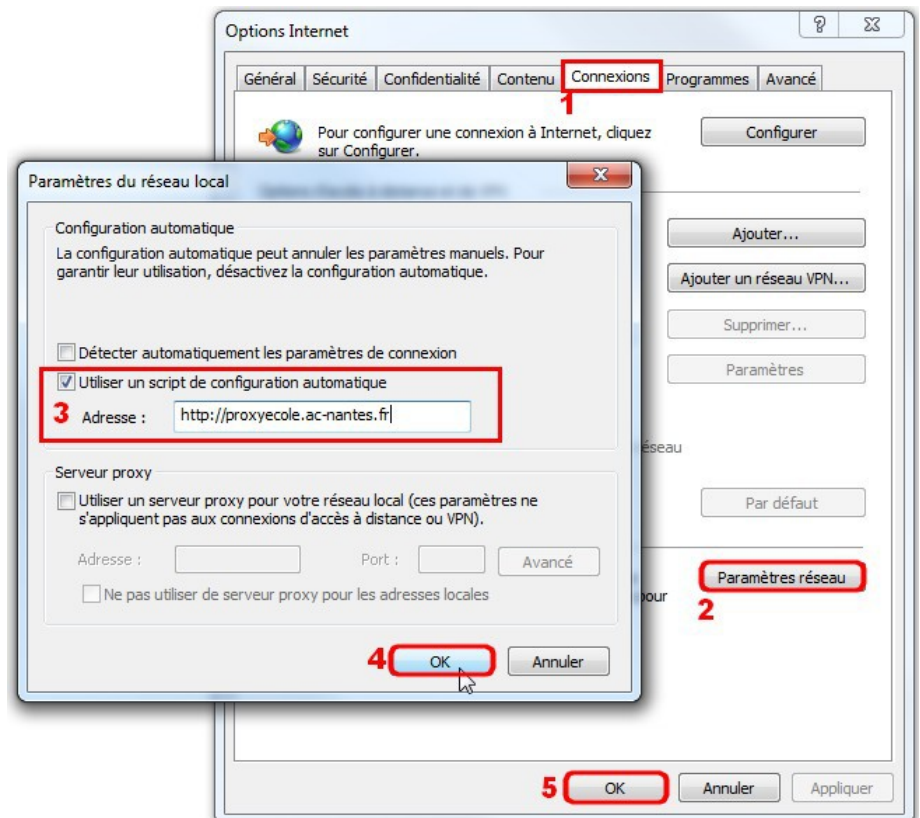 Options Internet
Général Sécurité Confidentialité Contenu Connexions Programmes Avancé
1
Pour configurer une connexion à Internet, cliquez
sur Configurer.
Configurer
Paramètres du réseau local
Configuration automatique
La configuration automatique peut annuler les paramètres manuels. Pour
garantir leur utilisation, désactivez la configuration automatique.
Détecter automatiquement les paramètres de connexion
Utiliser un script de configuration automatique
3 Adresse : http://proxyecole.ac-nantes.fr
Serveur proxy
Utiliser un serveur proxy pour votre réseau local (ces paramètres ne
s'appliquent pas aux connexions d'accès à distance ou VPN).
Adresse : Port : Avancé
Ne pas utiliser de serveur proxy pour les adresses locales
4 OK Annuler
Ajouter...
Ajouter un réseau VPN...
Supprimer...
Paramètres
éseau
Par défaut
Paramètres réseau
pour
2
5 OK Annuler Appliquer